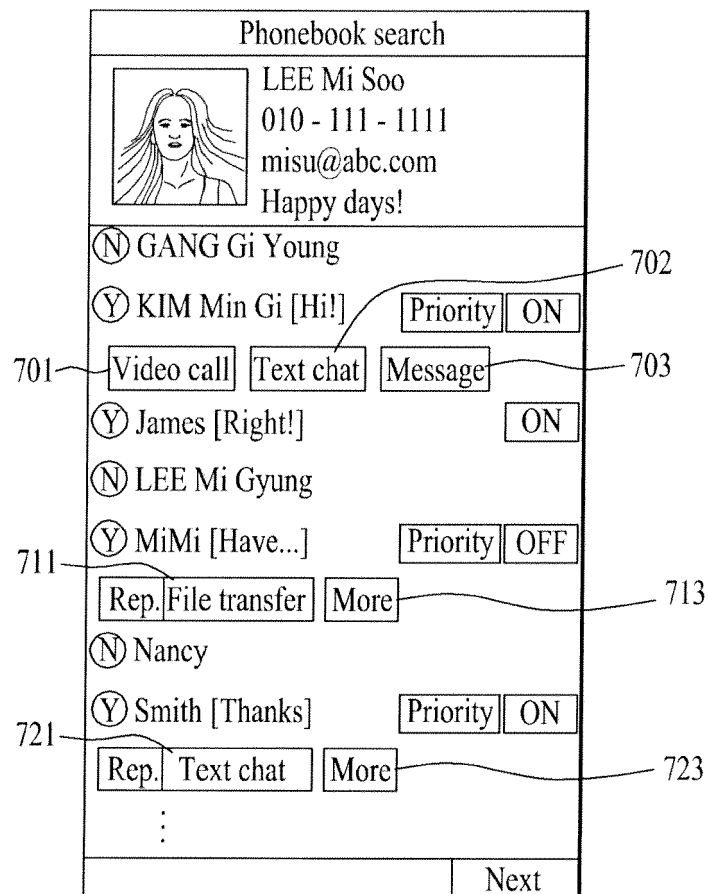 Phonebook search
LEE Mi Soo
010 - 111 - 1111
misu@abc.com
Happy days!
N GANG Gi Young
702
Y KIM Min Gi [Hi!] Priority ON
701 Video call Text chat Message 703
Y James [Right!] ON
N LEE Mi Gyung
Y MiMi [Have...] Priority OFF
711
Rep. File transfer More 713
N Nancy
Y Smith [Thanks] Priority ON
721
Rep. Text chat More 723
⋮
Next